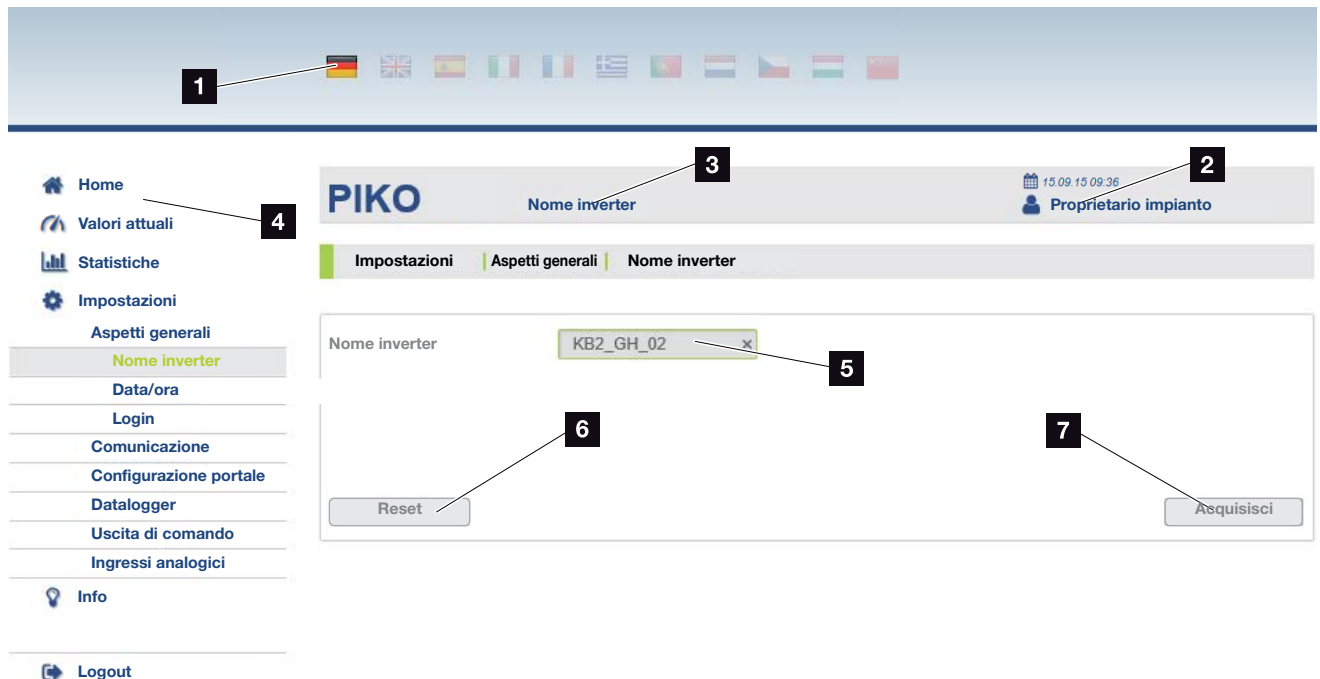 1
3
2
4
Home
Valori attuali
Statistiche
Impostazioni
Aspetti generali
Nome inverter
Data/ora
Login
Comunicazione
Configurazione portale
Datalogger
Uscita di comando
Ingressi analogici
Info
Logout
PIKO
Nome inverter
15.09.15 09:36
Proprietario impianto
Impostazioni | Aspetti generali | Nome inverter
Nome inverter KB2_GH_02 ×
5
6
7
Reset
Acquisisci